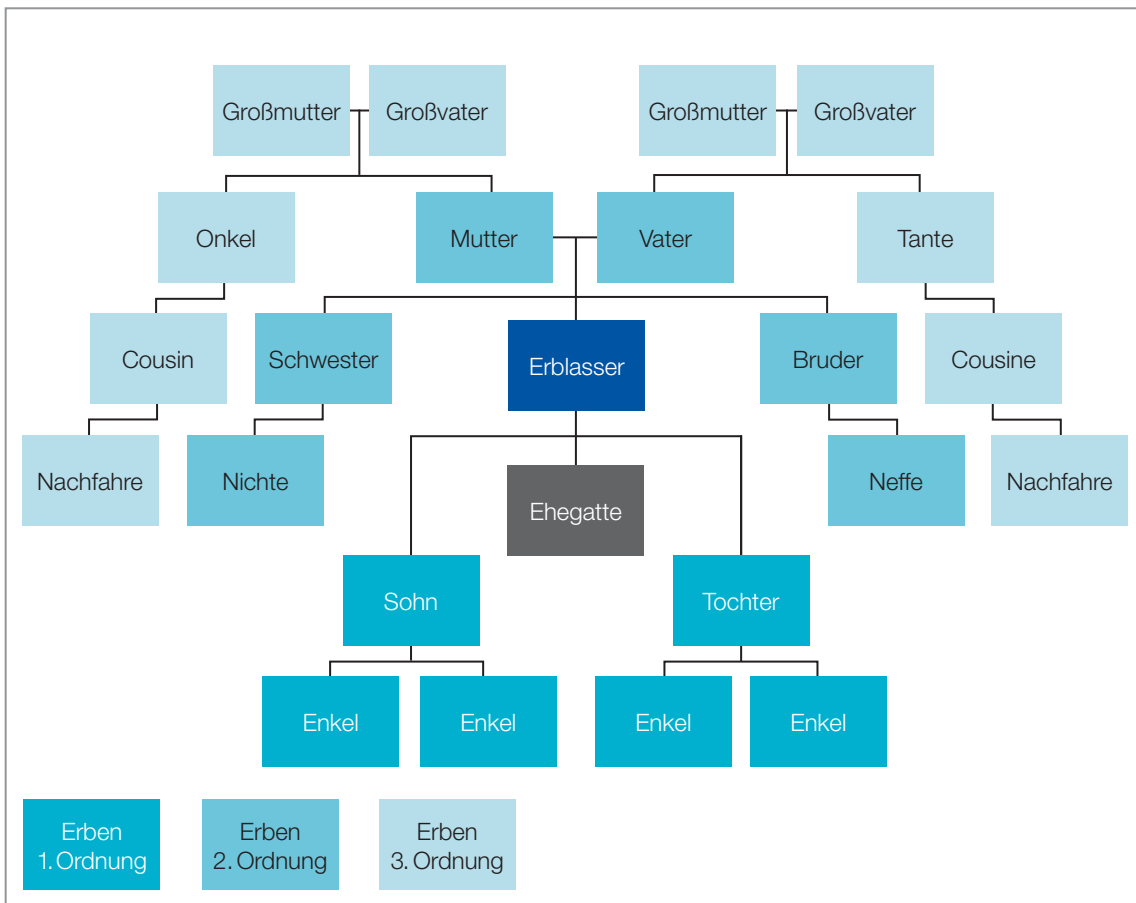 Großmutter
Großvater
Großmutter
Großvater
Onkel
Mutter
Vater
Tante
Cousin
Schwester
Erblasser
Bruder
Cousine
Nachfahre
Nichte
Ehegatte
Neffe
Nachfahre
Sohn
Tochter
Enkel
Enkel
Enkel
Enkel
Erben
1. Ordnung
Erben
2. Ordnung
Erben
3. Ordnung